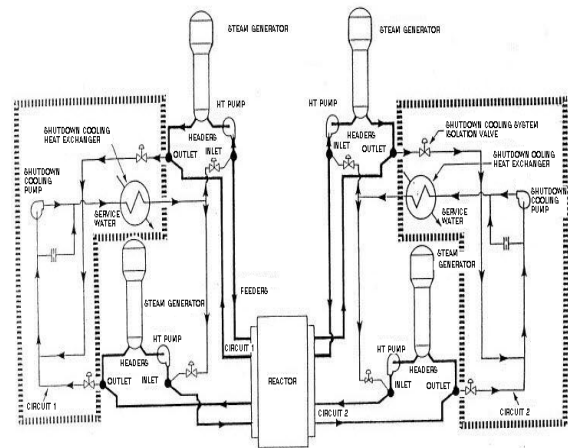 STEAM GENERATOR
STEAM GENERATOR
HT PUMP
HT PUMP
SHUTDOWN COOLING
HEAT EXCHANGER
HEADERS
INLET
OUTLET
HEADERS
INLET
OUTLET
SHUTDOWN COOLING SYSTEM
ISOLATION VALVE
SHUTDOWN COLING
HEAT EXCHANGER
SHUTDOWN
COOLING
PUMP
SHUTDOWN
COOLING
PUMP
SERVICE
WATER
SERVICE
WATER
STEAM GENERATOR
STEAM
GENERATOR
FEEDERS
CIRCUIT 1
REACTOR
HT PUMP
HEADERS
OUTLET
INLET
HT PUMP
HEADERS
INLET
OUTLET
CIRCUIT 1
CIRCUIT 2
CIRCUIT 2